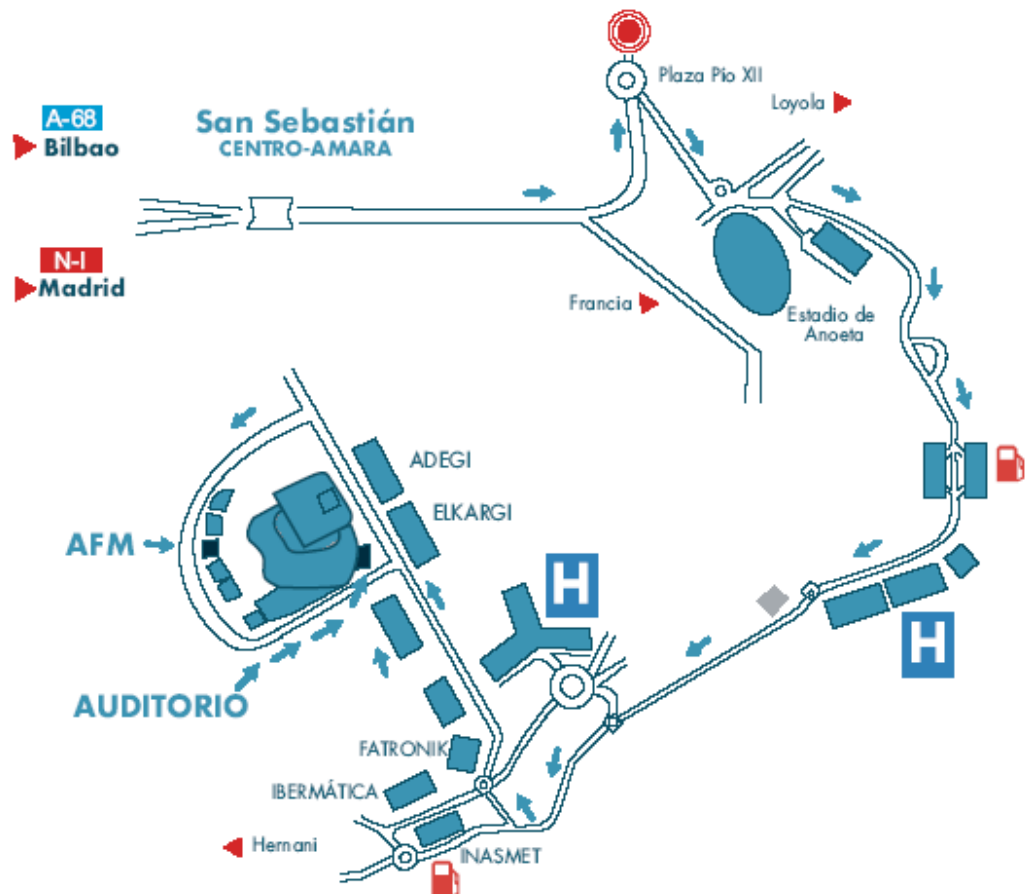 Plaza Pío XII
Loyola
A-68
Bilbao
San Sebastián
CENTRO-AMARA
N-I
Madrid
Francia
Estadio de
Anoeta
ADEGI
ELKARGI
AFM
H
H
AUDITORIO
FATRONIK
IBERMÁTICA
Hernani
INASMET